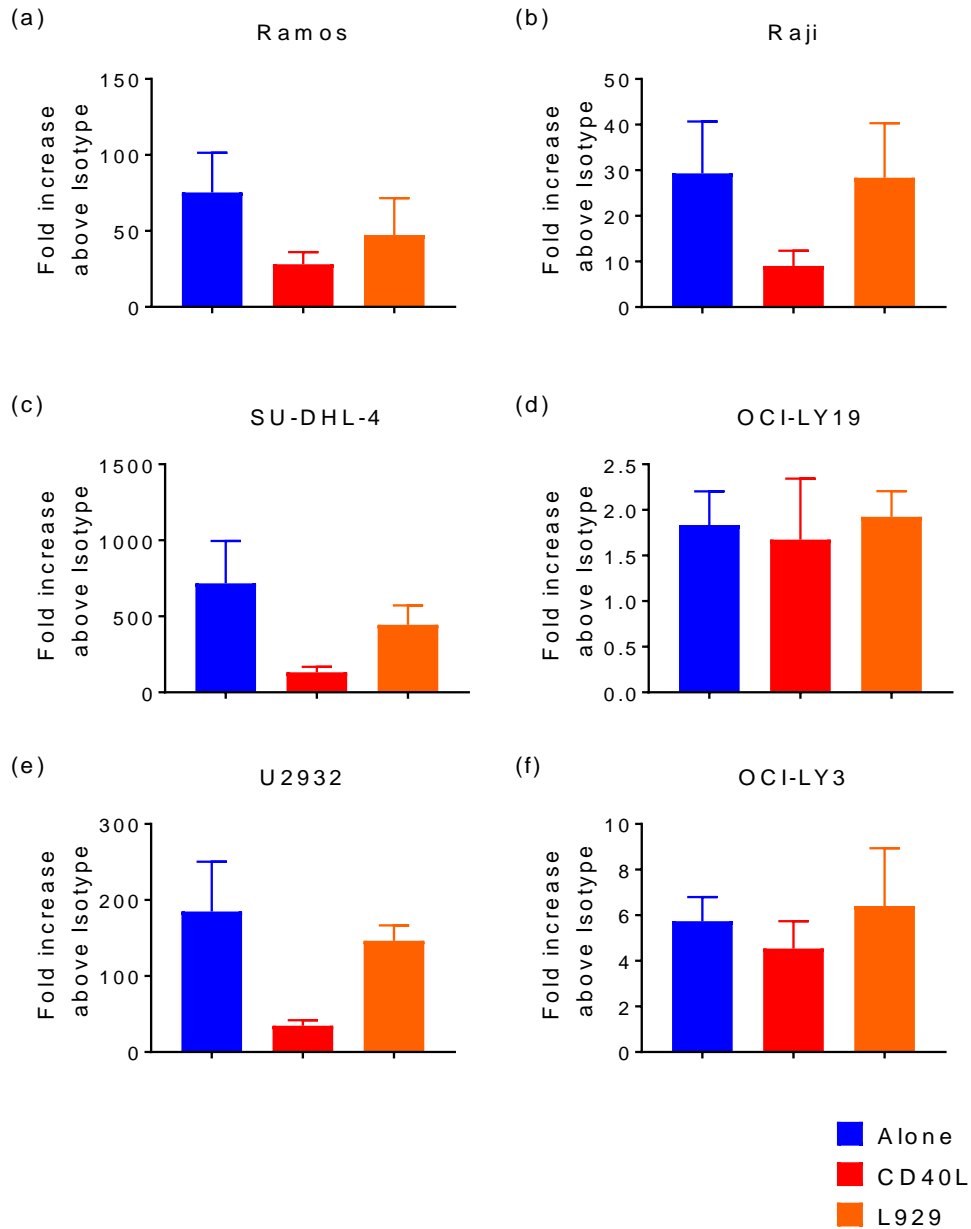 (a)
Ramos
Fold increase
above Isotype
150
100
50
0
(b)
Raji
Fold increase
above Isotype
50
40
30
20
10
0
(c)
SU-DHL-4
Fold increase
above Isotype
1500
1000
500
0
(d)
OCI-LY19
Fold increase
above Isotype
2.5
2.0
1.5
1.0
0.5
0.0
(e)
U2932
Fold increase
above Isotype
300
200
100
0
(f)
OCI-LY3
Fold increase
above Isotype
10
8
6
4
2
0
Alone
CD40L
L929